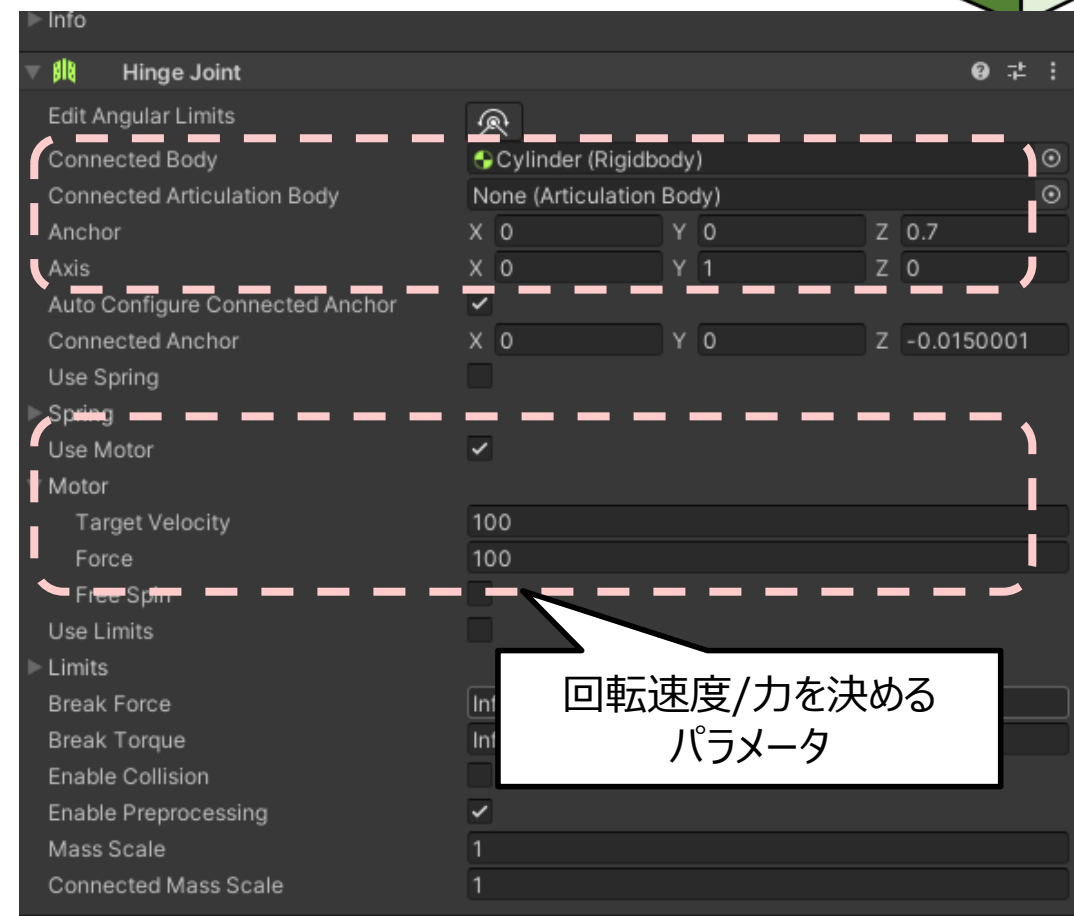 Info
Hinge Joint
Edit Angular Limits
Connected Body Cylinder (Rigidbody)
Connected Articulation Body None (Articulation Body)
Anchor X 0 Y 0 Z 0.7
Axis X 0 Y 1 Z 0
Auto Configure Connected Anchor
Connected Anchor X 0 Y 0 Z -0.0150001
Use Spring
Spring
Use Motor
Motor
Target Velocity 100
Force 100
Free Spin
Use Limits
Limits
Break Force
Break Torque
Enable Collision
Enable Preprocessing
Mass Scale 1
Connected Mass Scale 1
回転速度/力を決める
パラメータ